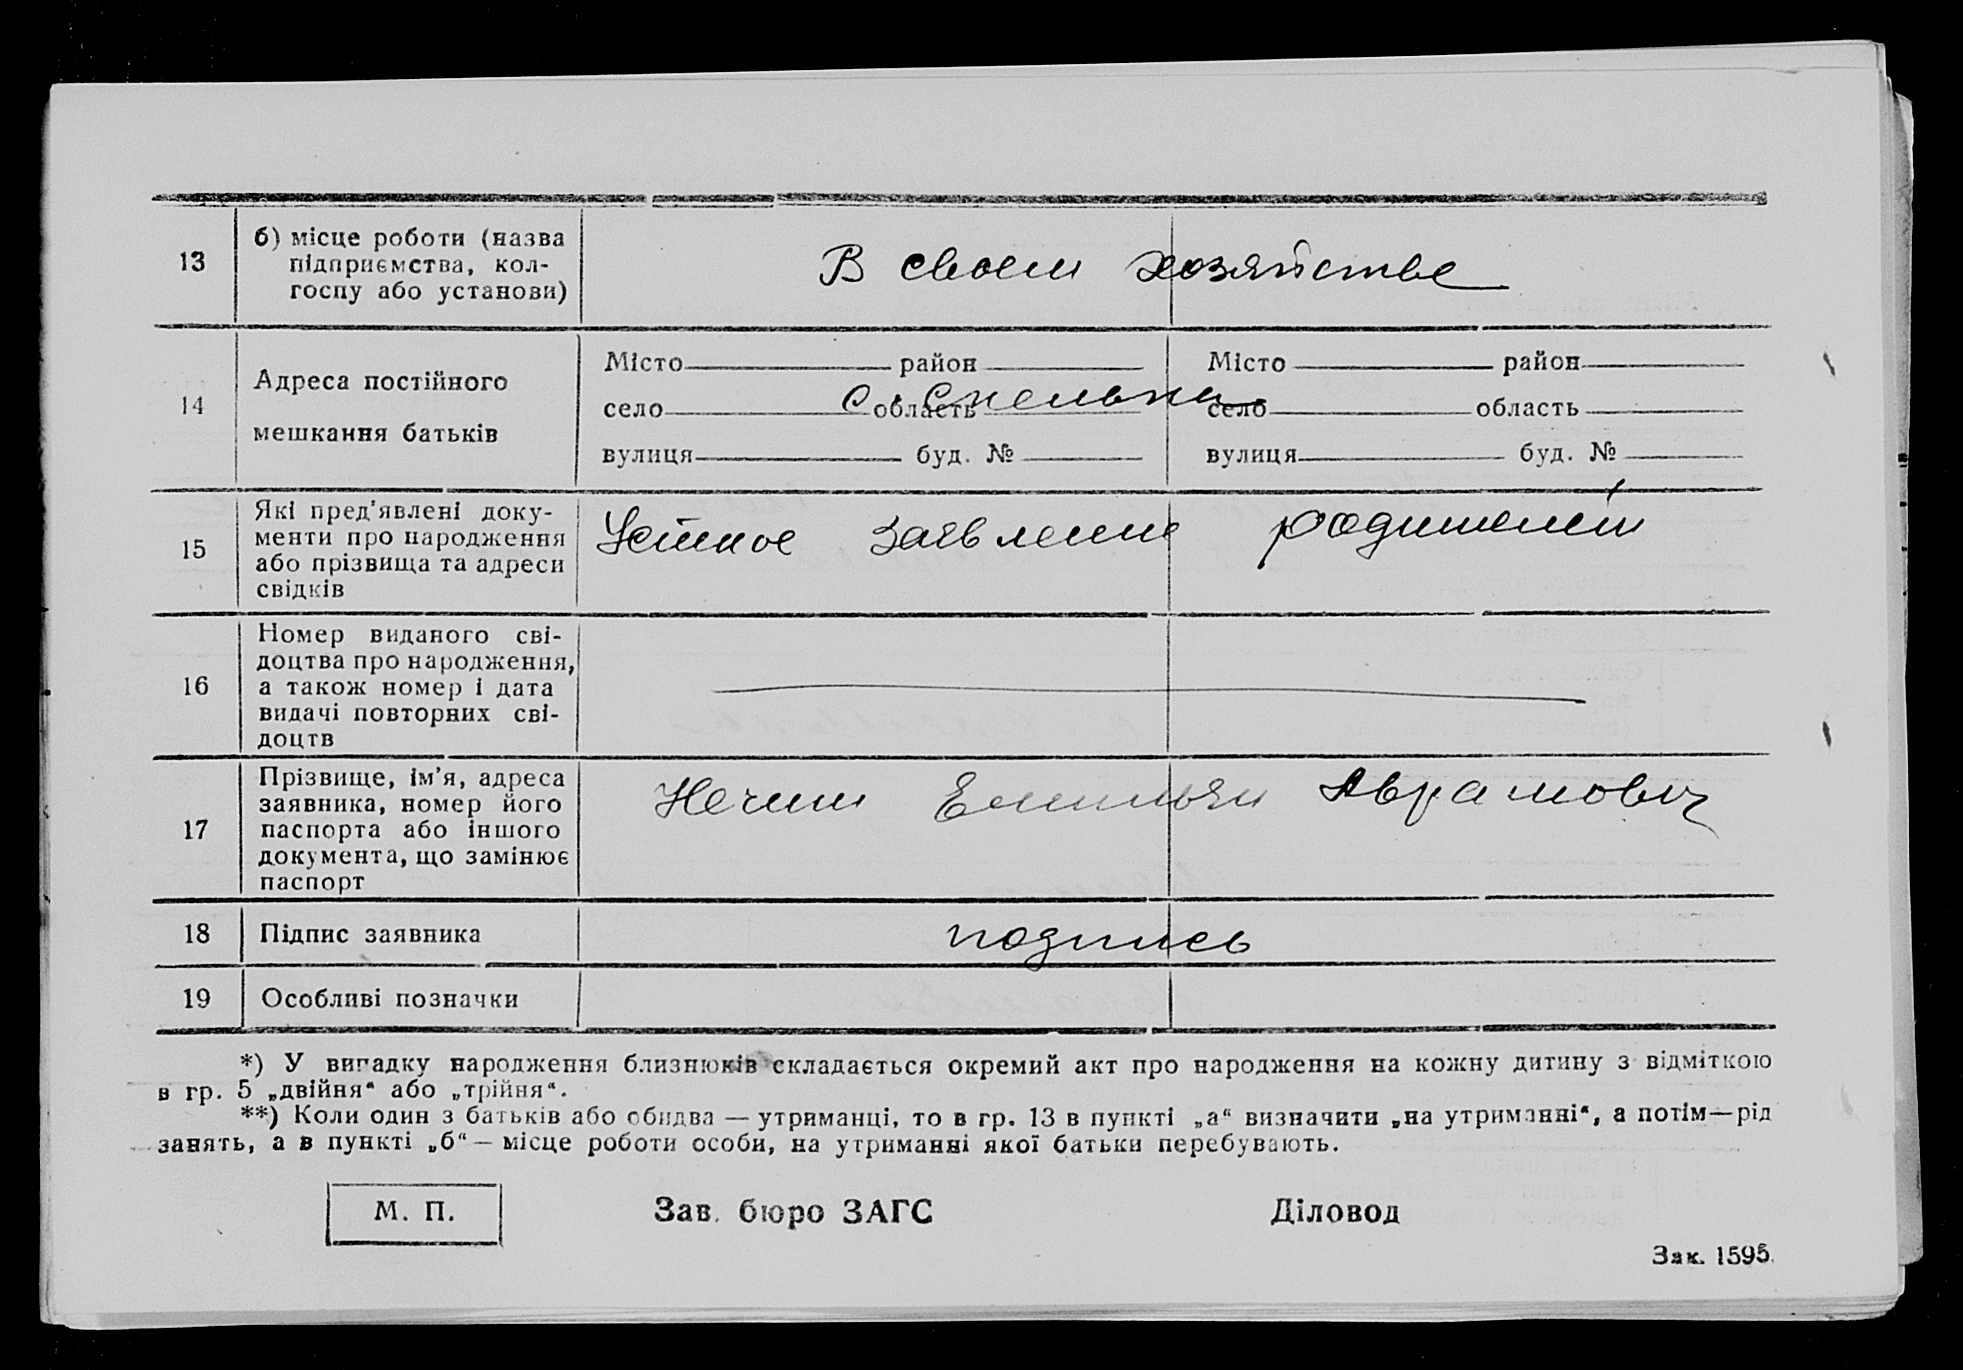 13
б) місце роботи (назва
підприємства, кол-
госпу або установи)
В своем хозяйстве
14
Адреса постійного
мешкання батьків
Місто район Місто район
с.
село область село область
вулиця буд. № вулиця буд. №
15
Які пред’явлені доку-
менти про народження
або прізвища та адреси
свідків
Устное заявление родителей
16
Номер виданого сві-
доцтва про народження,
а також номер і дата
видачі повторних сві-
доцтв
17
Прізвище, ім’я, адреса
заявника, номер його
паспорта або іншого
документа, що замінює
паспорт
Емильян Аврамович
18
Підпис заявника
подпись
19
Особливі позначки
*) У випадку народження близнюків складається окремий акт про народження на кожну дитину з відміткою
в гр. 5 „двійня“ або „трійня“.
**) Коли один з батьків або обидва — утриманці, то в гр. 13 в пункті „а“ визначити „на утриманні“, а потім—рід
занять, а в пункті „б“ — місце роботи особи, на утриманні якої батьки перебувають.
М. П. Зав. бюро ЗАГС Діловод
Зак. 1595.